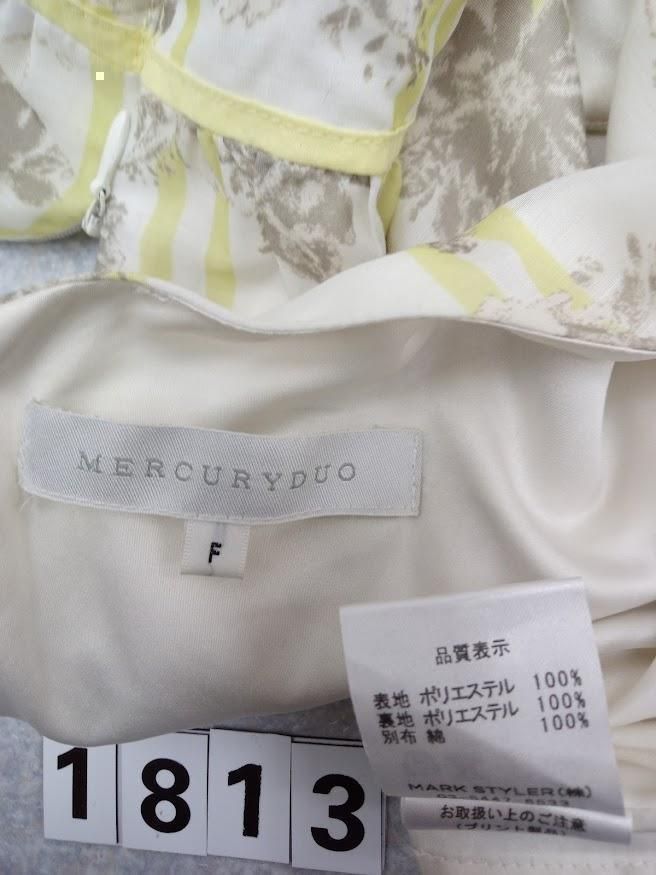 MERCURYDUO
F
品質表示
表地 ポリエステル 100%
裏地 ポリエステル 100%
別布 綿 100%
MARK STYLER(株)
お取扱い上のご注意
(プリント製品)
1813